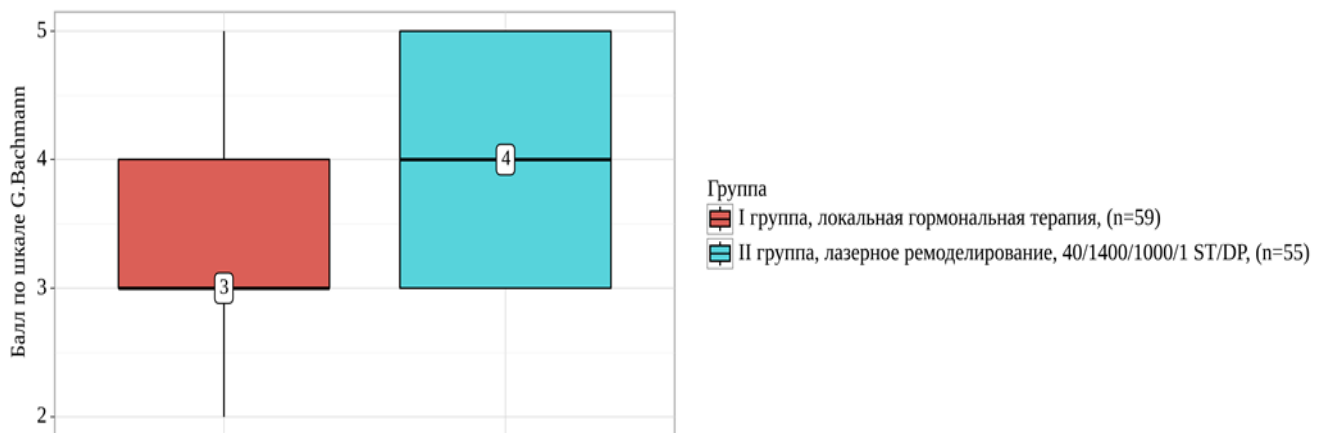 Балл по шкале G.Bachmann
5
4
3
2
3
4
Группа
I группа, локальная гормональная терапия, (n=59)
II группа, лазерное ремоделирование, 40/1400/1000/1 ST/DP, (n=55)